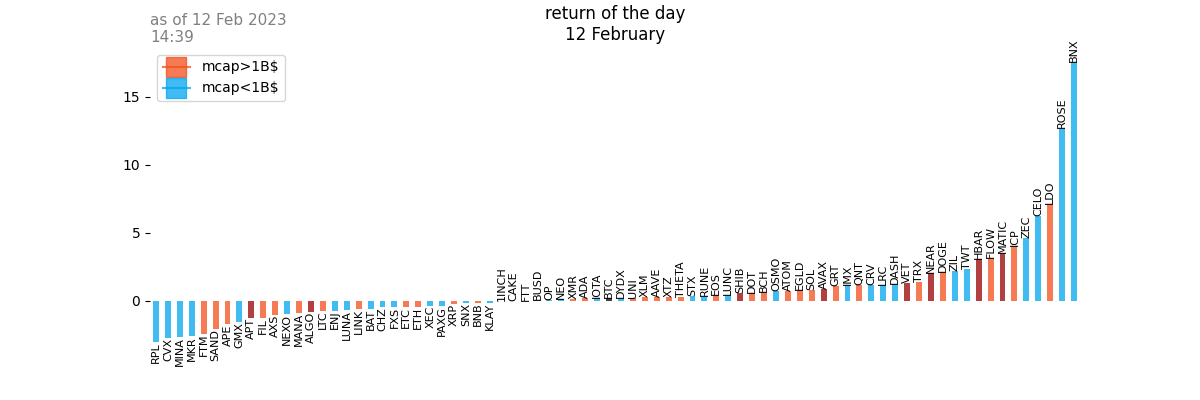 as of 12 Feb 2023
14:39
return of the day
12 February
mcap>1B$
mcap<1B$
15
10
5
0
RPL
CVX
MINA
MKR
FTM
SAND
APE
GMX
APT
FIL
AXS
NEXO
MANA
ALGO
LTC
ENJ
LUNA
LINK
BAT
CHZ
FXS
ETC
ETH
XEC
PAXG
XRP
SNX
BNB
KLAY
1INCH
CAKE
FTT
BUSD
OP
NEO
XMR
ADA
IOTA
BTC
DYDX
UNI
XLM
AAVE
XTZ
THETA
STX
RUNE
EOS
LUNC
SHIB
DOT
BCH
OSMO
ATOM
EGLD
SOL
AVAX
GRT
IMX
QNT
CRV
LRC
DASH
VET
TRX
NEAR
DOGE
ZIL
TWT
HBAR
FLOW
MATIC
ICP
ZEC
CELO
LDO
ROSE
BNX